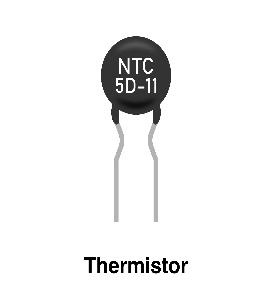 NTC
5D-11
Thermistor